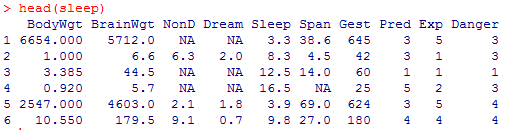 > head(sleep)
BodyWgt BrainWgt NonD Dream Sleep Span Gest Pred Exp Danger
1 6654.000 5712.0 NA NA 3.3 38.6 645 3 5 3
2 1.000 6.6 6.3 2.0 8.3 4.5 42 3 1 3
3 3.385 44.5 NA NA 12.5 14.0 60 1 1 1
4 0.920 5.7 NA NA 16.5 NA 25 5 2 3
5 2547.000 4603.0 2.1 1.8 3.9 69.0 624 3 5 4
6 10.550 179.5 9.1 0.7 9.8 27.0 180 4 4 4